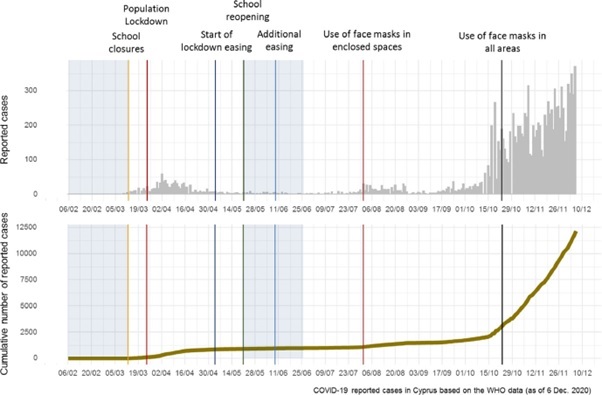 Population
Lockdown
School
reopening
School
closures
Start of
lockdown easing
Additional
easing
Use of face masks in
enclosed spaces
Use of face masks in
all areas
Reported cases
300
200
100
0
06/02 20/02 05/03 19/03 02/04 16/04 30/04 14/05 28/05 11/06 25/06 09/07 23/07 06/08 20/08 03/09 17/09 01/10 15/10 29/10 12/11 26/11 10/12
Cumulative number of reported cases
12500
10000
7500
5000
2500
0
06/02 20/02 05/03 19/03 02/04 16/04 30/04 14/05 28/05 11/06 25/06 09/07 23/07 06/08 20/08 03/09 17/09 01/10 15/10 29/10 12/11 26/11 10/12
COVID-19 reported cases in Cyprus based on the WHO data (as of 6 Dec. 2020)